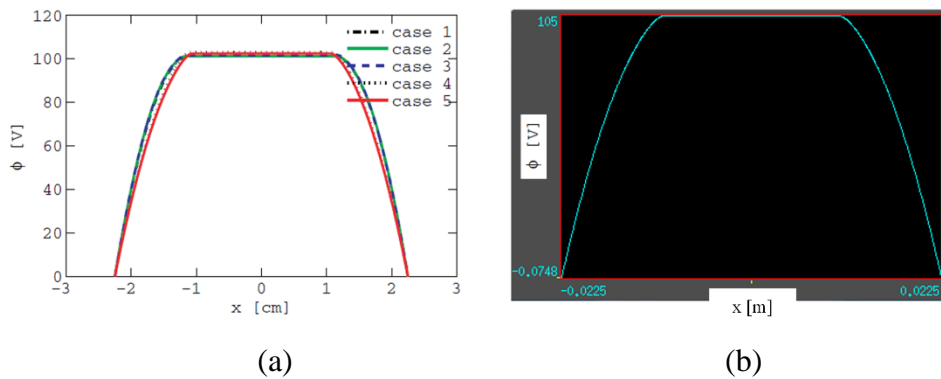 120
100
80
60
40
20
0
ϕ [V]
-3 -2 -1 0 1 2 3
x [cm]
case 1
case 2
case 3
case 4
case 5
(a)
105
ϕ [V]
-0.0748
-0.0225 0.0225
x [m]
(b)